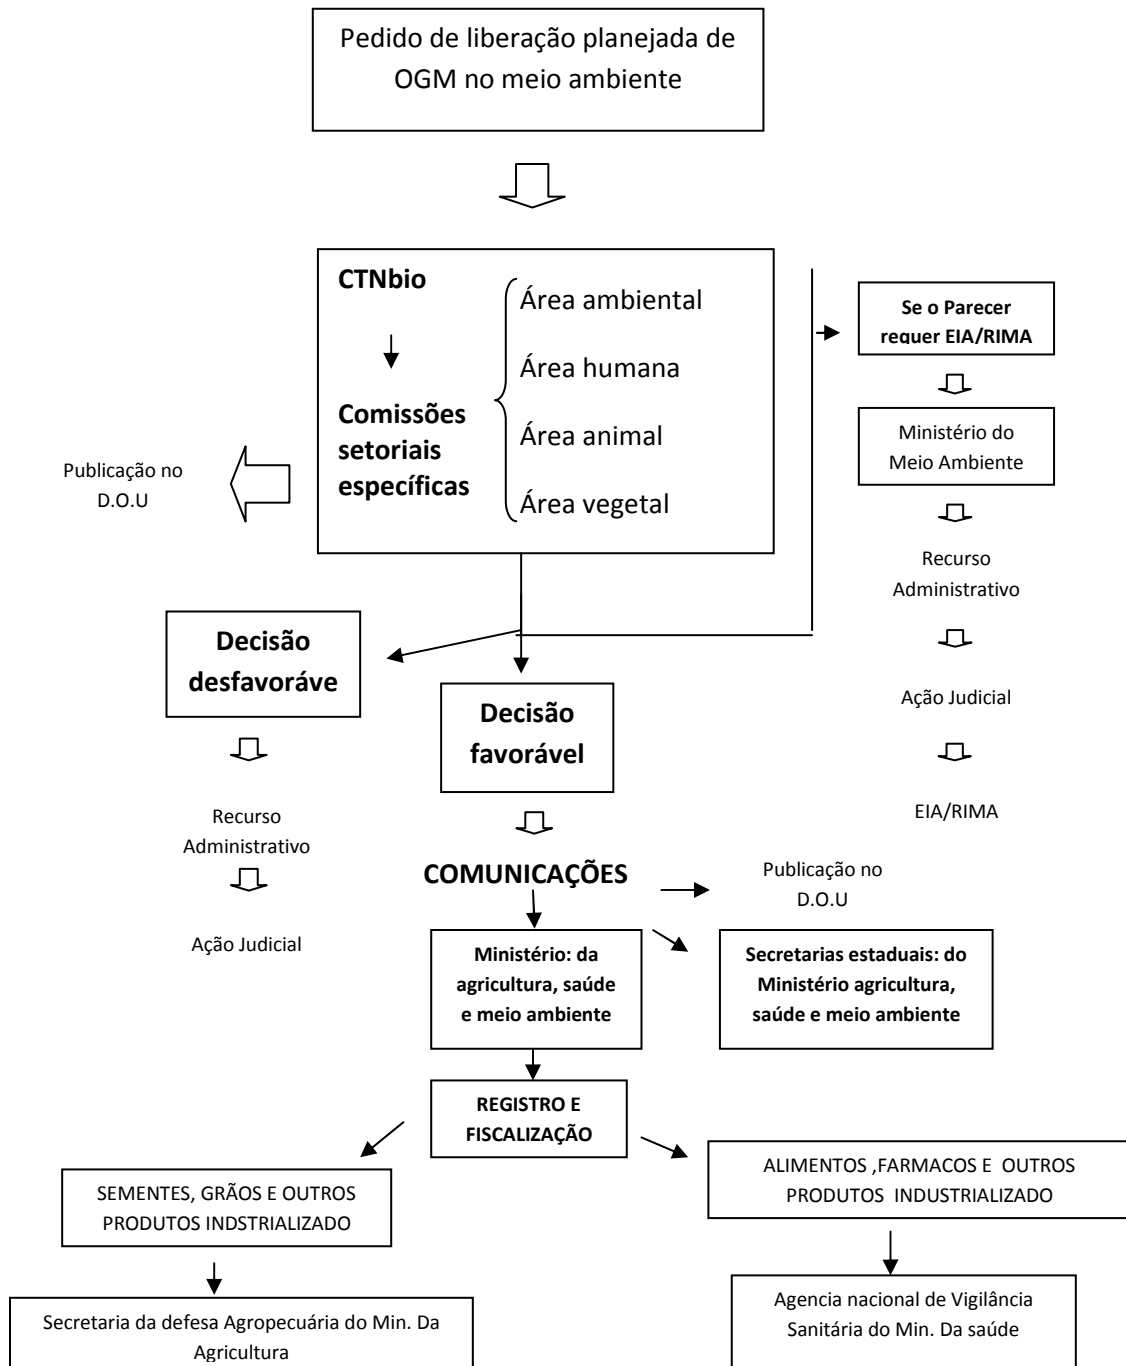 Pedido de liberação planejada de
OGM no meio ambiente
CTNbio
Comissões
setoriais
específicas
Área ambiental
Área humana
Área animal
Área vegetal
Publicação no
D.O.U
Se o Parecer
requer EIA/RIMA
Ministério do
Meio Ambiente
Recurso
Administrativo
Ação Judicial
EIA/RIMA
Decisão
desfavoráve
Recurso
Administrativo
Ação Judicial
Decisão
favorável
COMUNICAÇÕES
Publicação no
D.O.U
Ministério: da
agricultura, saúde
e meio ambiente
Secretarias estaduais: do
Ministério agricultura,
saúde e meio ambiente
REGISTRO E
FISCALIZAÇÃO
SEMENTES, GRÃOS E OUTROS
PRODUTOS INDSTRIALIZADO
ALIMENTOS ,FARMACOS E OUTROS
PRODUTOS INDUSTRIALIZADO
Secretaria da defesa Agropecuária do Min. Da
Agricultura
Agencia nacional de Vigilância
Sanitária do Min. Da saúde